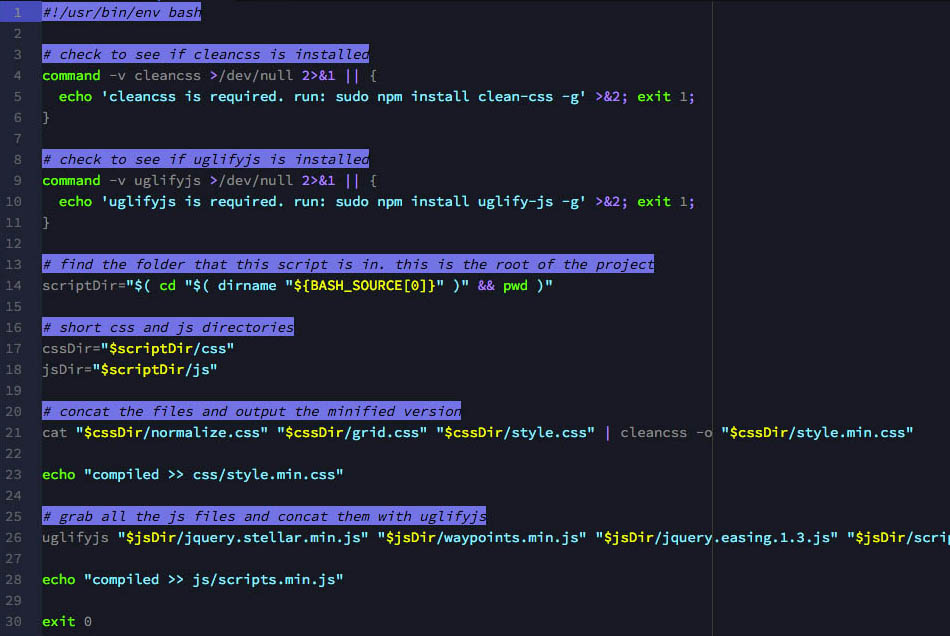 1 #!/usr/bin/env bash
2
3 # check to see if cleancss is installed
4 command -v cleancss >/dev/null 2>&1 || {
5   echo 'cleancss is required. run: sudo npm install clean-css -g' >&2; exit 1;
6 }
7
8 # check to see if uglifyjs is installed
9 command -v uglifyjs >/dev/null 2>&1 || {
10   echo 'uglifyjs is required. run: sudo npm install uglify-js -g' >&2; exit 1;
11 }
12
13 # find the folder that this script is in. this is the root of the project
14 scriptDir="$( cd "$( dirname "${BASH_SOURCE[0]}" )" && pwd )"
15
16 # short css and js directories
17 cssDir="$scriptDir/css"
18 jsDir="$scriptDir/js"
19
20 # concat the files and output the minified version
21 cat "$cssDir/normalize.css" "$cssDir/grid.css" "$cssDir/style.css" | cleancss -o "$cssDir/style.min.css"
22
23 echo "compiled >> css/style.min.css"
24
25 # grab all the js files and concat them with uglifyjs
26 uglifyjs "$jsDir/jquery.stellar.min.js" "$jsDir/waypoints.min.js" "$jsDir/jquery.easing.1.3.js" "$jsDir/scri
27
28 echo "compiled >> js/scripts.min.js"
29
30 exit 0